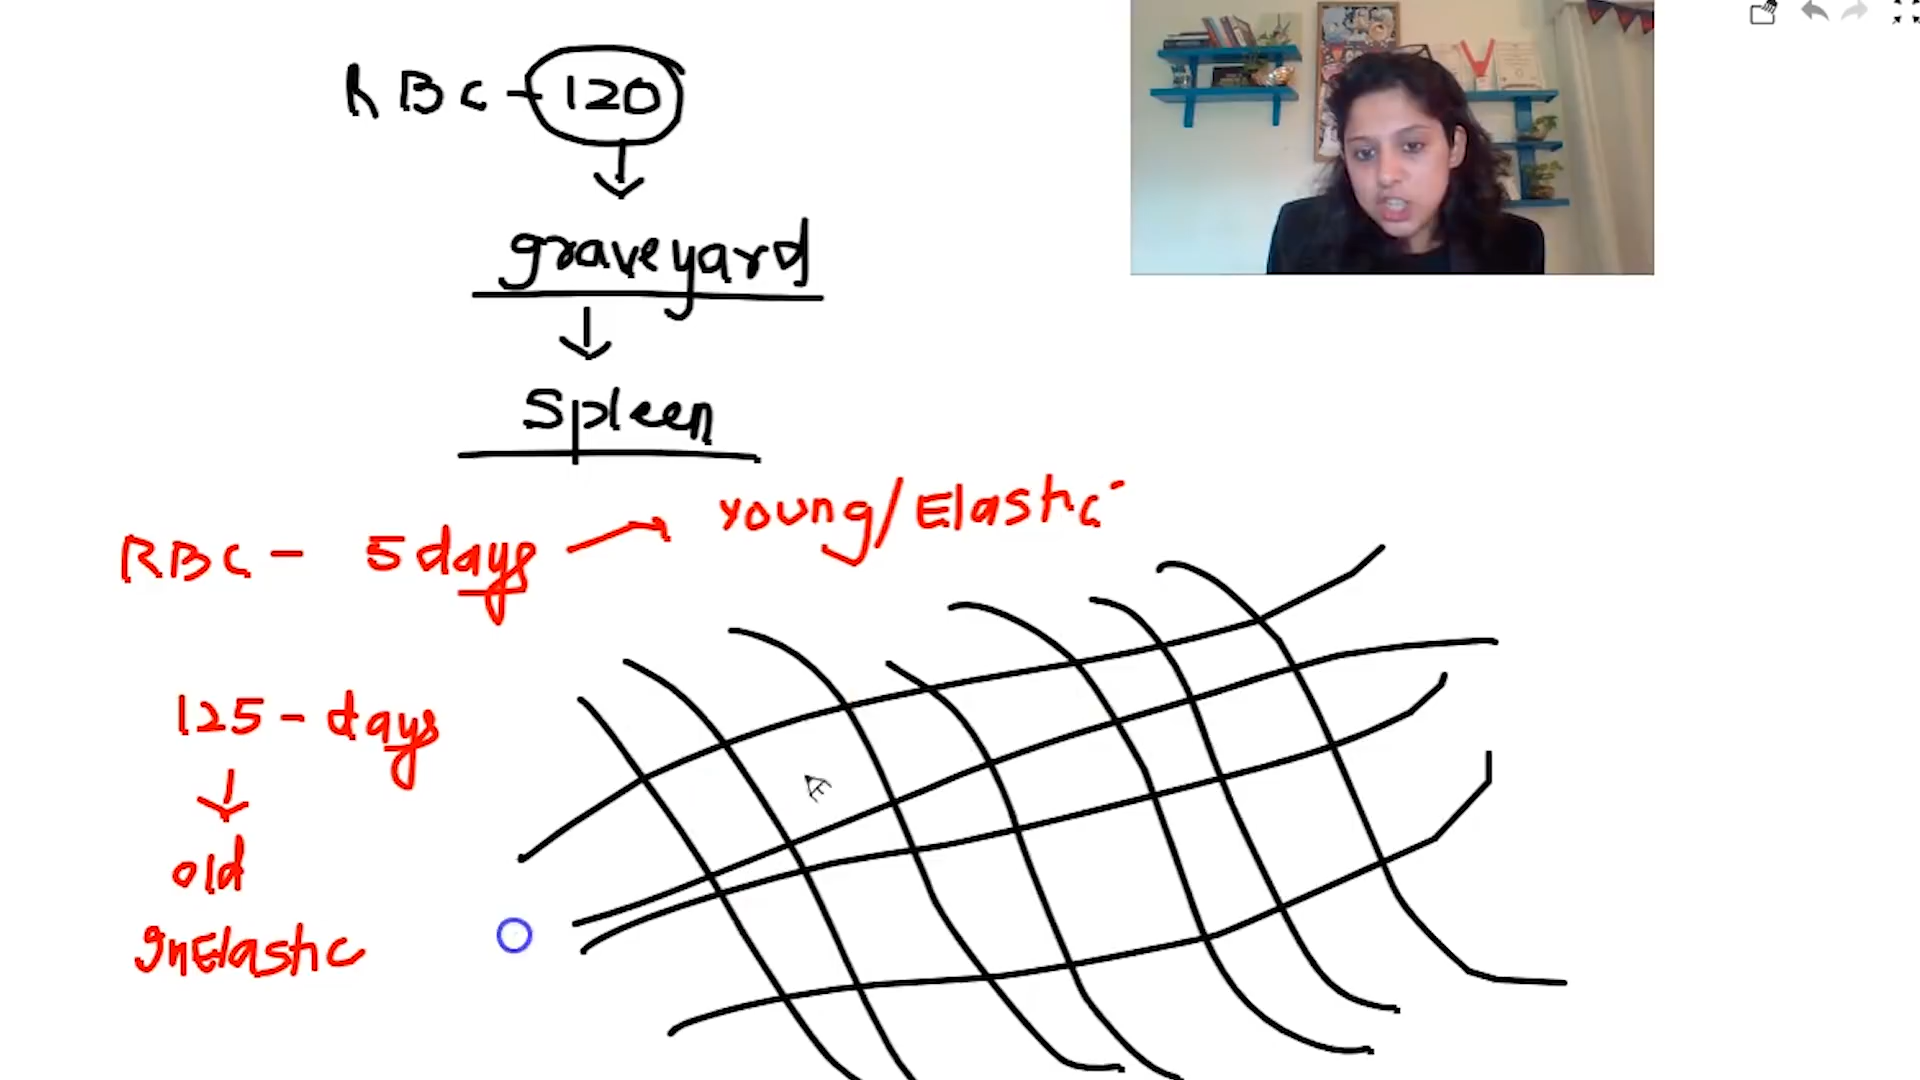 RBC - 120
graveyard
Spleen
RBC - 5 days → young/Elastic
125 - days
old
InElastic